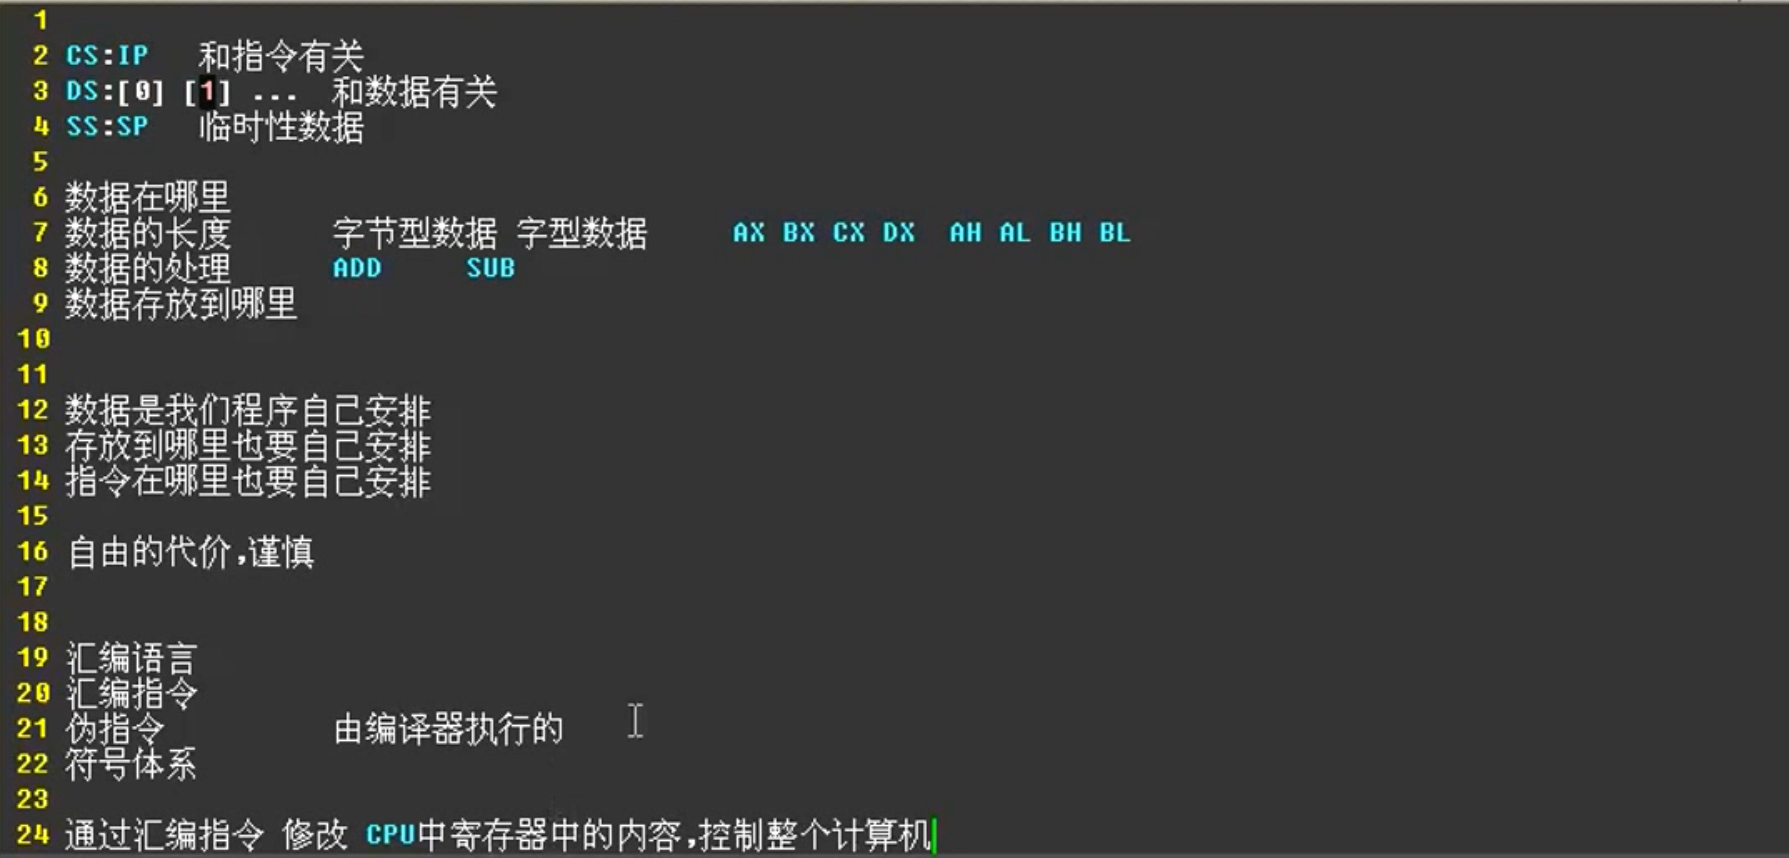 1
2 CS:IP 和指令有关
3 DS:[0] [1] ... 和数据有关
4 SS:SP 临时性数据
5
6 数据在哪里
7 数据的长度 字节型数据 字型数据 AX BX CX DX AH AL BH BL
8 数据的处理 ADD SUB
9 数据存放到哪里
10
11
12 数据是我们程序自己安排
13 存放到哪里也要自己安排
14 指令在哪里也要自己安排
15
16 自由的代价,谨慎
17
18
19 汇编语言
20 汇编指令
21 伪指令 由编译器执行的
22 符号体系
23
24 通过汇编指令 修改 CPU中寄存器中的内容,控制整个计算机